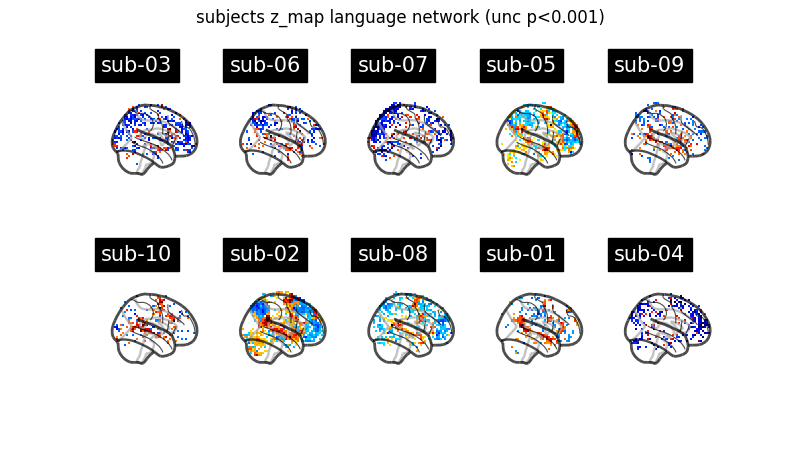 subjects z_map language network (unc p<0.001)
sub-03
sub-06
sub-07
sub-05
sub-09
sub-10
sub-02
sub-08
sub-01
sub-04